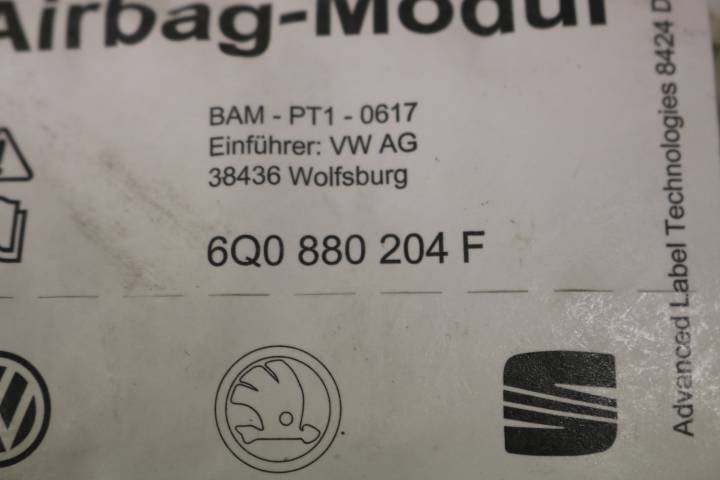 Airbag-Modul
BAM - PT1 - 0617
Einführer: VW AG
38436 Wolfsburg
6Q0 880 204 F
Advanced Label Technologies 8424 D